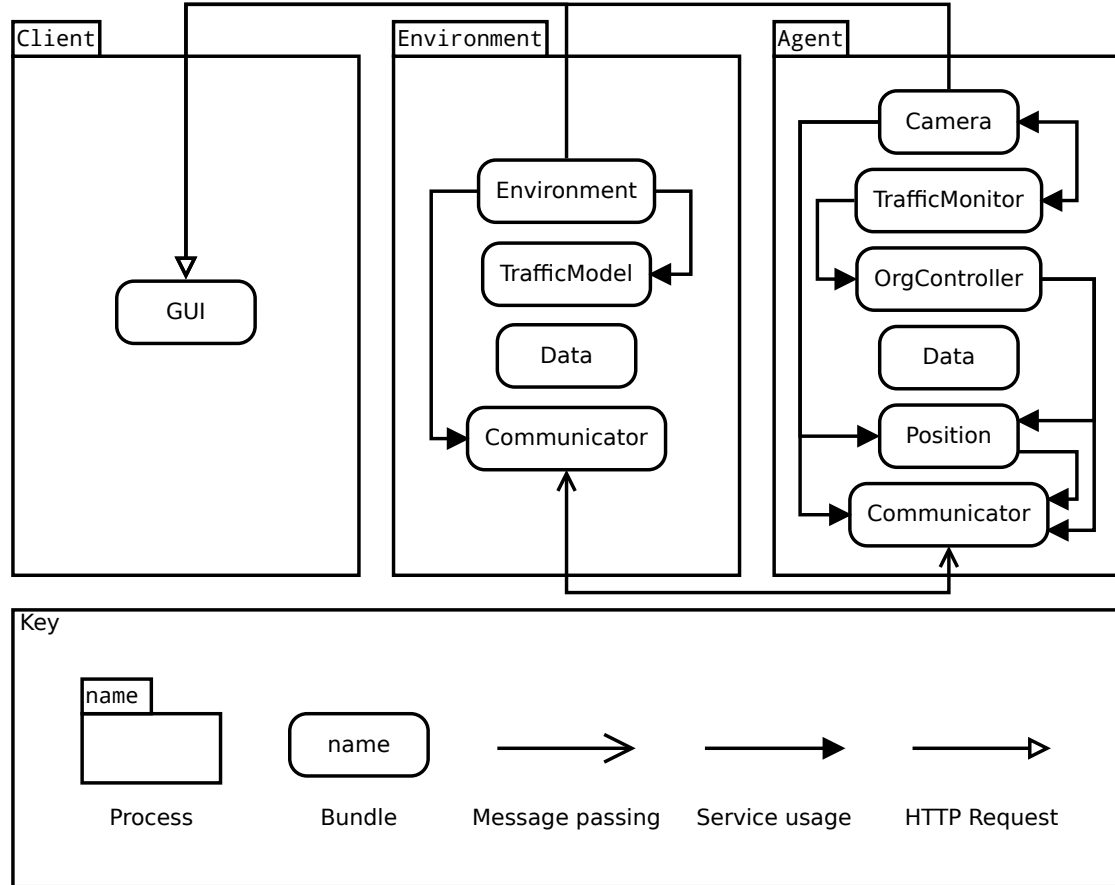 Client
Environment
Agent
Camera
Environment
TrafficMonitor
TrafficModel
OrgController
GUI
Data
Data
Communicator
Position
Communicator
Key
name
name
Process
Bundle
Message passing
Service usage
HTTP Request